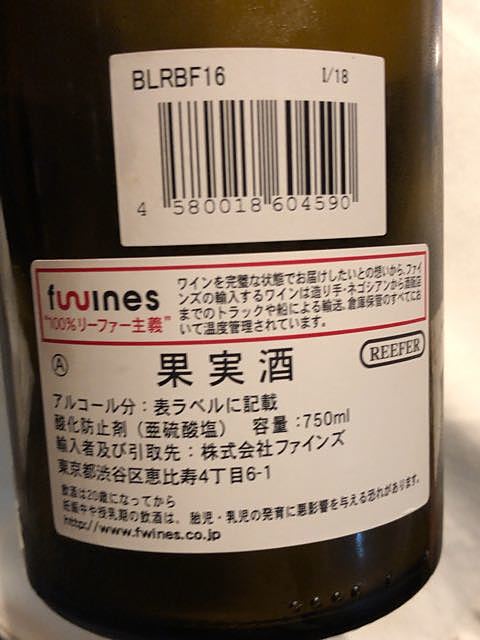 BLRBF16 I/18
4 580018 604590
fwines
"100%リーファー主義"
ワインを完璧な状態でお届けしたいとの想いから、ファイ
ンズの輸入するワインは造り手・ネゴシアンから酒販店
までのトラックや船による輸送、倉庫保管のすべてにお
いて温度管理されています。
REEFER
Ⓐ
果実酒
アルコール分：表ラベルに記載
酸化防止剤（亜硫酸塩） 容量：750ml
輸入者及び引取先：株式会社ファインズ
東京都渋谷区恵比寿4丁目6-1
飲酒は20歳になってから
妊娠中や授乳期の飲酒は、胎児・乳児の発育に悪影響を与える恐れがあります。
http://www.fwines.co.jp